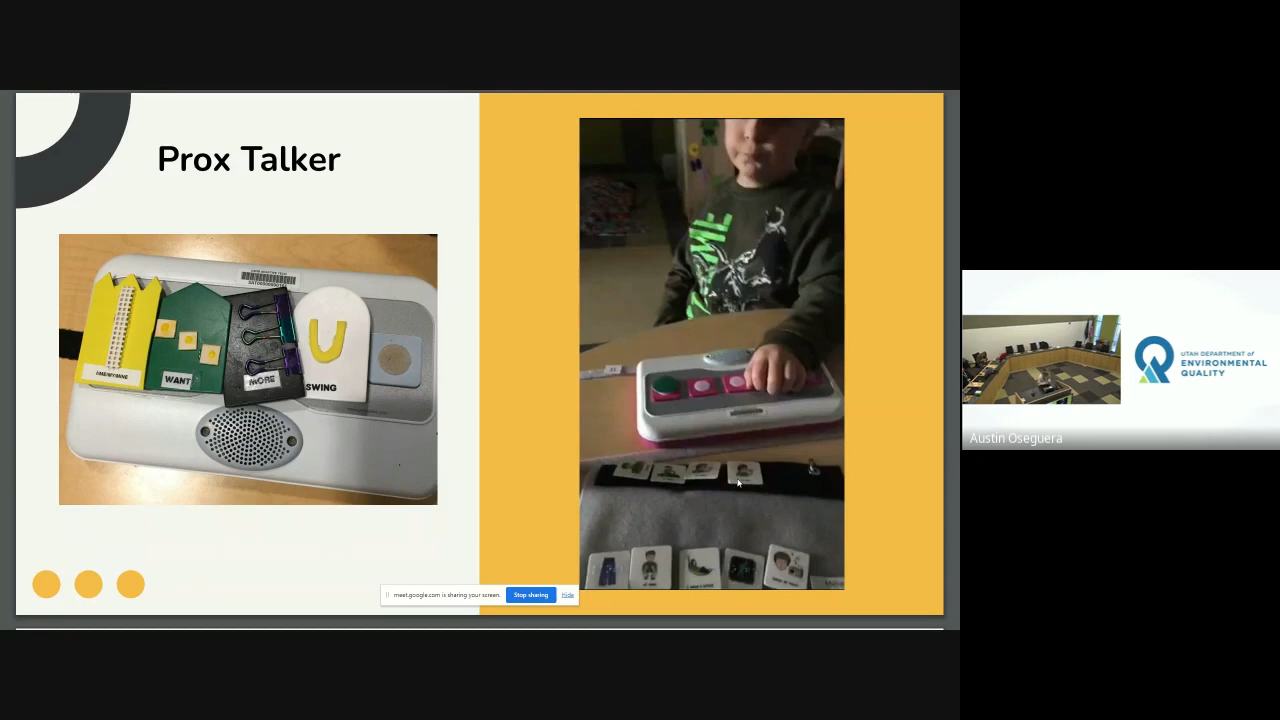 Prox Talker
WANT
MORE
SWING
meet.google.com is sharing your screen.
Stop sharing
Hide
UTAH DEPARTMENT of
ENVIRONMENTAL
QUALITY
Austin Oseguera